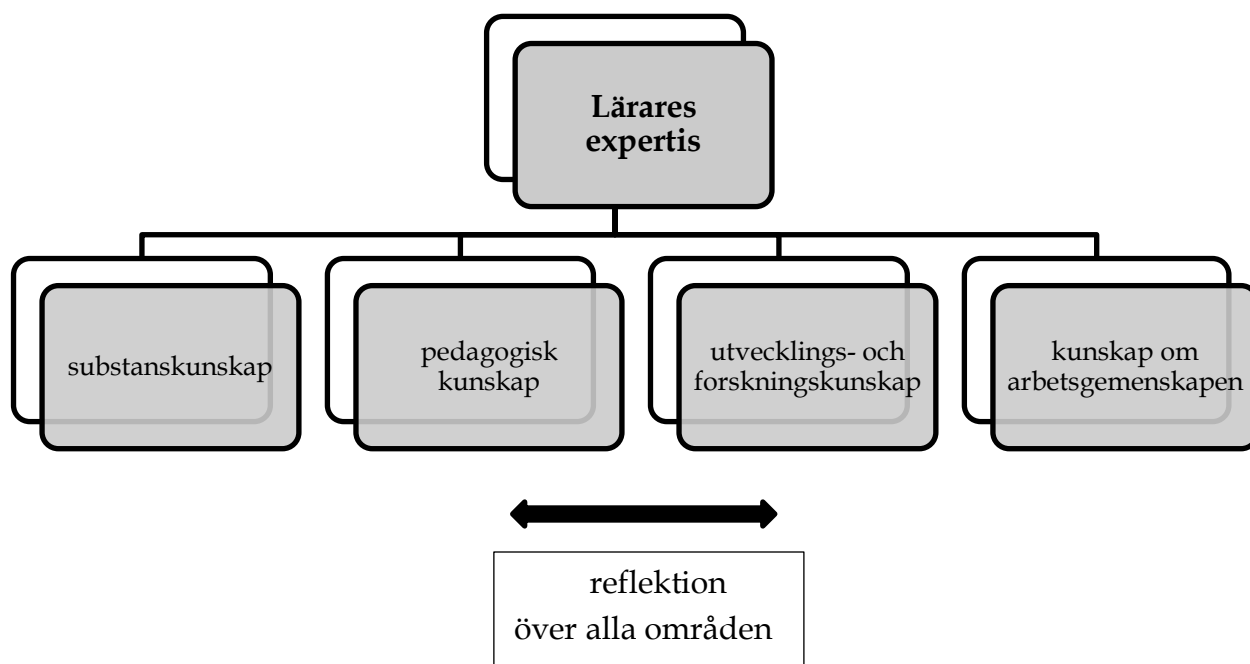 Lärares
expertis
substanskunskap
pedagogisk
kunskap
utvecklings- och
forskningskunskap
kunskap om
arbetsgemenskapen
reflektion
över alla områden